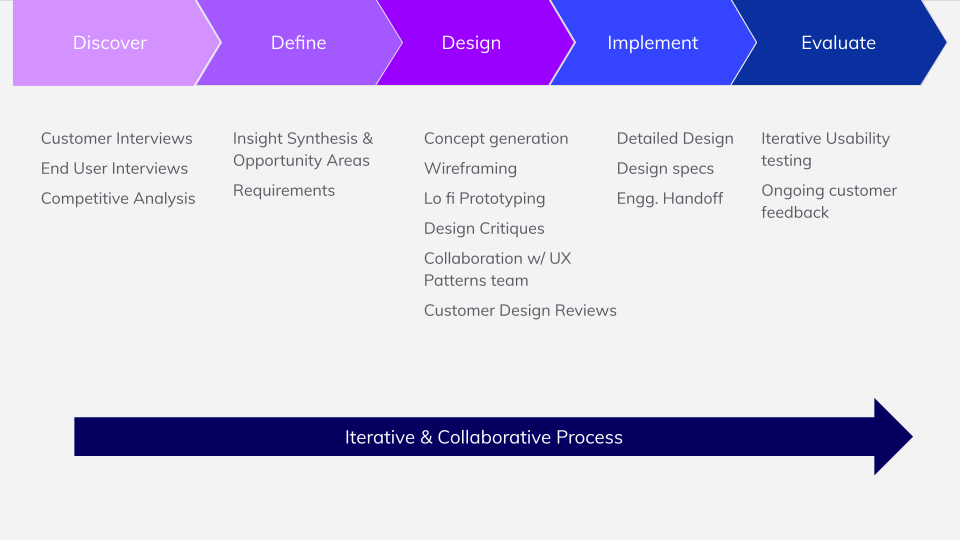 Discover
Define
Design
Implement
Evaluate
Customer Interviews
End User Interviews
Competitive Analysis
Insight Synthesis &
Opportunity Areas
Requirements
Concept generation
Wireframing
Lo fi Prototyping
Design Critiques
Collaboration w/ UX
Patterns team
Customer Design Reviews
Detailed Design
Design specs
Engg. Handoff
Iterative Usability
testing
Ongoing customer
feedback
Iterative & Collaborative Process